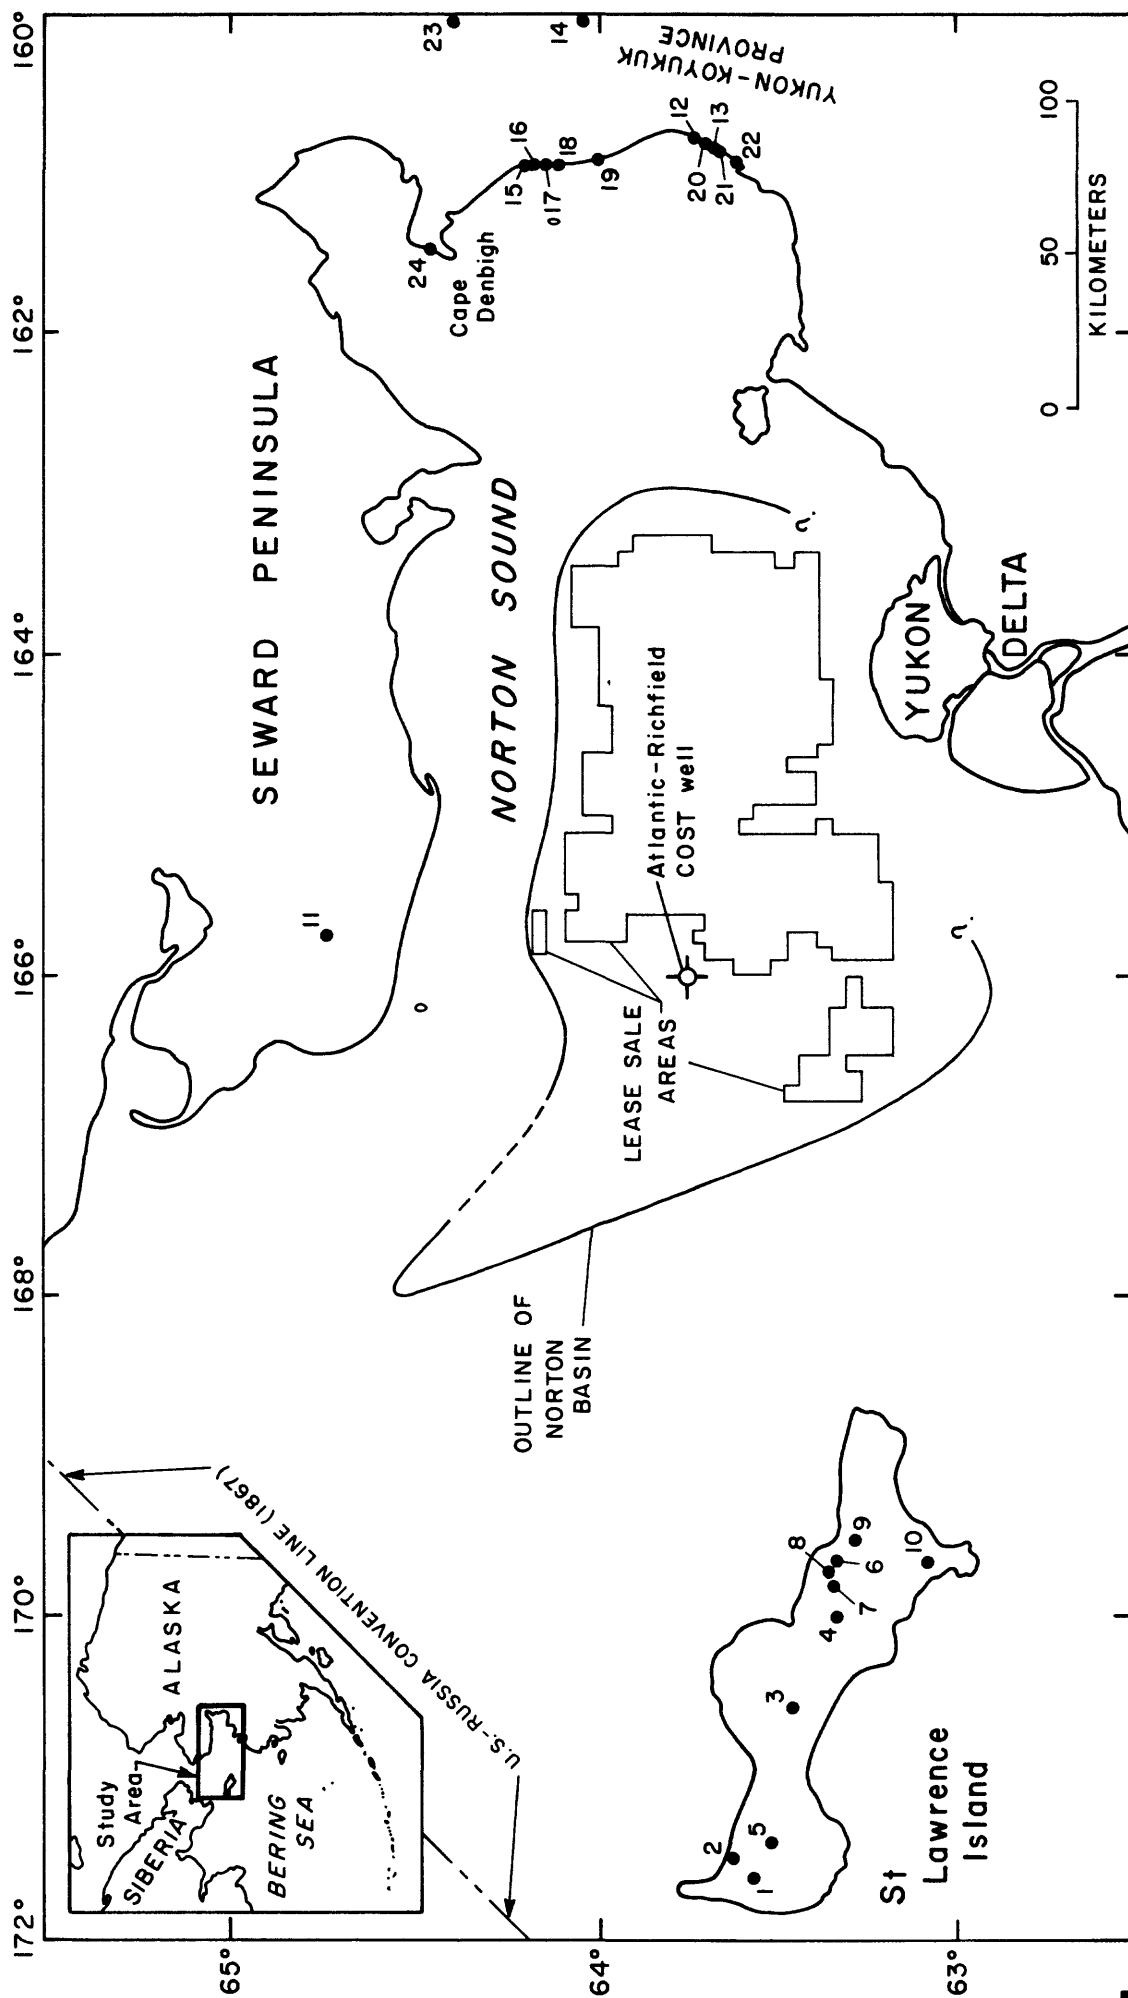 172°
170°
168°
166°
164°
162°
160°
65°
64°
63°
Study
Area
SIBERIA
ALASKA
BERING
SEA
U.S.-RUSSIA CONVENTION LINE (1867)
SEWARD PENINSULA
NORTON SOUND
OUTLINE OF
NORTON
BASIN
LEASE SALE
AREAS
Atlantic-Richfield
COST well
YUKON
DELTA
Cape
Denbigh
YUKON-KOYUKUK
PROVINCE
St
Lawrence
Island
1
2
5
3
4
7
8
6
9
10
11
24
15
16
17
18
19
12
20
13
21
22
23
14
?
?
0
50
100
KILOMETERS